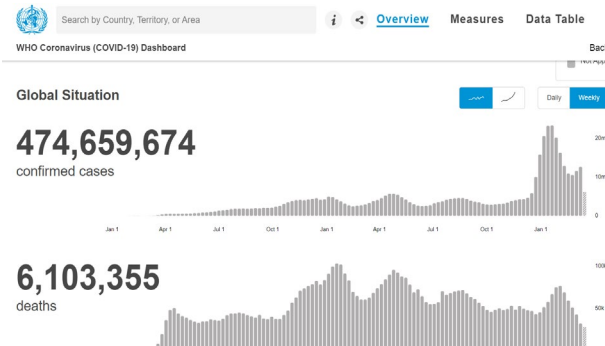 Search by Country, Territory, or Area
i
Overview Measures Data Table
WHO Coronavirus (COVID-19) Dashboard
Global Situation
Daily Weekly
474,659,674
confirmed cases
20m
10m
0
Jan 1 Apr 1 Jul 1 Oct 1 Jan 1 Apr 1 Jul 1 Oct 1 Jan 1
6,103,355
deaths
100k
50k